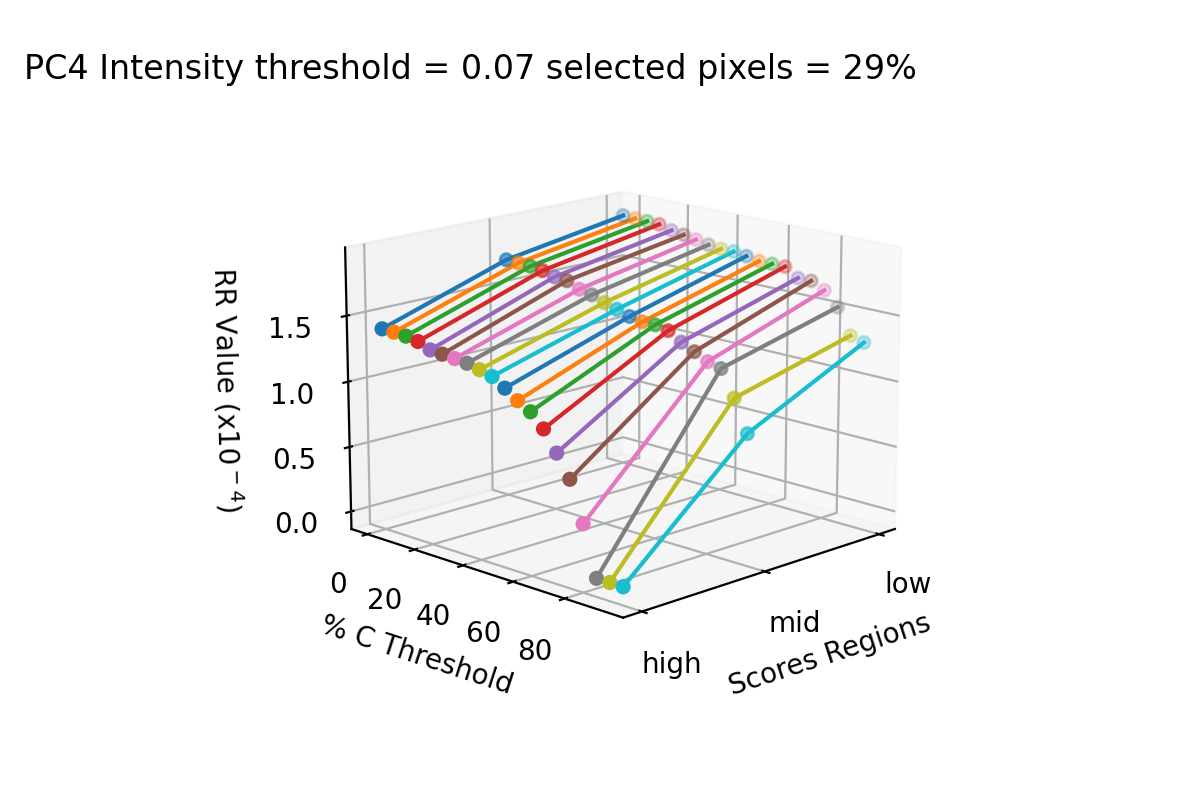 PC4 Intensity threshold = 0.07 selected pixels = 29%
RR Value (x10⁻⁴)
1.5
1.0
0.5
0.0
0
20
40
60
80
% C Threshold
high
mid
low
Scores Regions